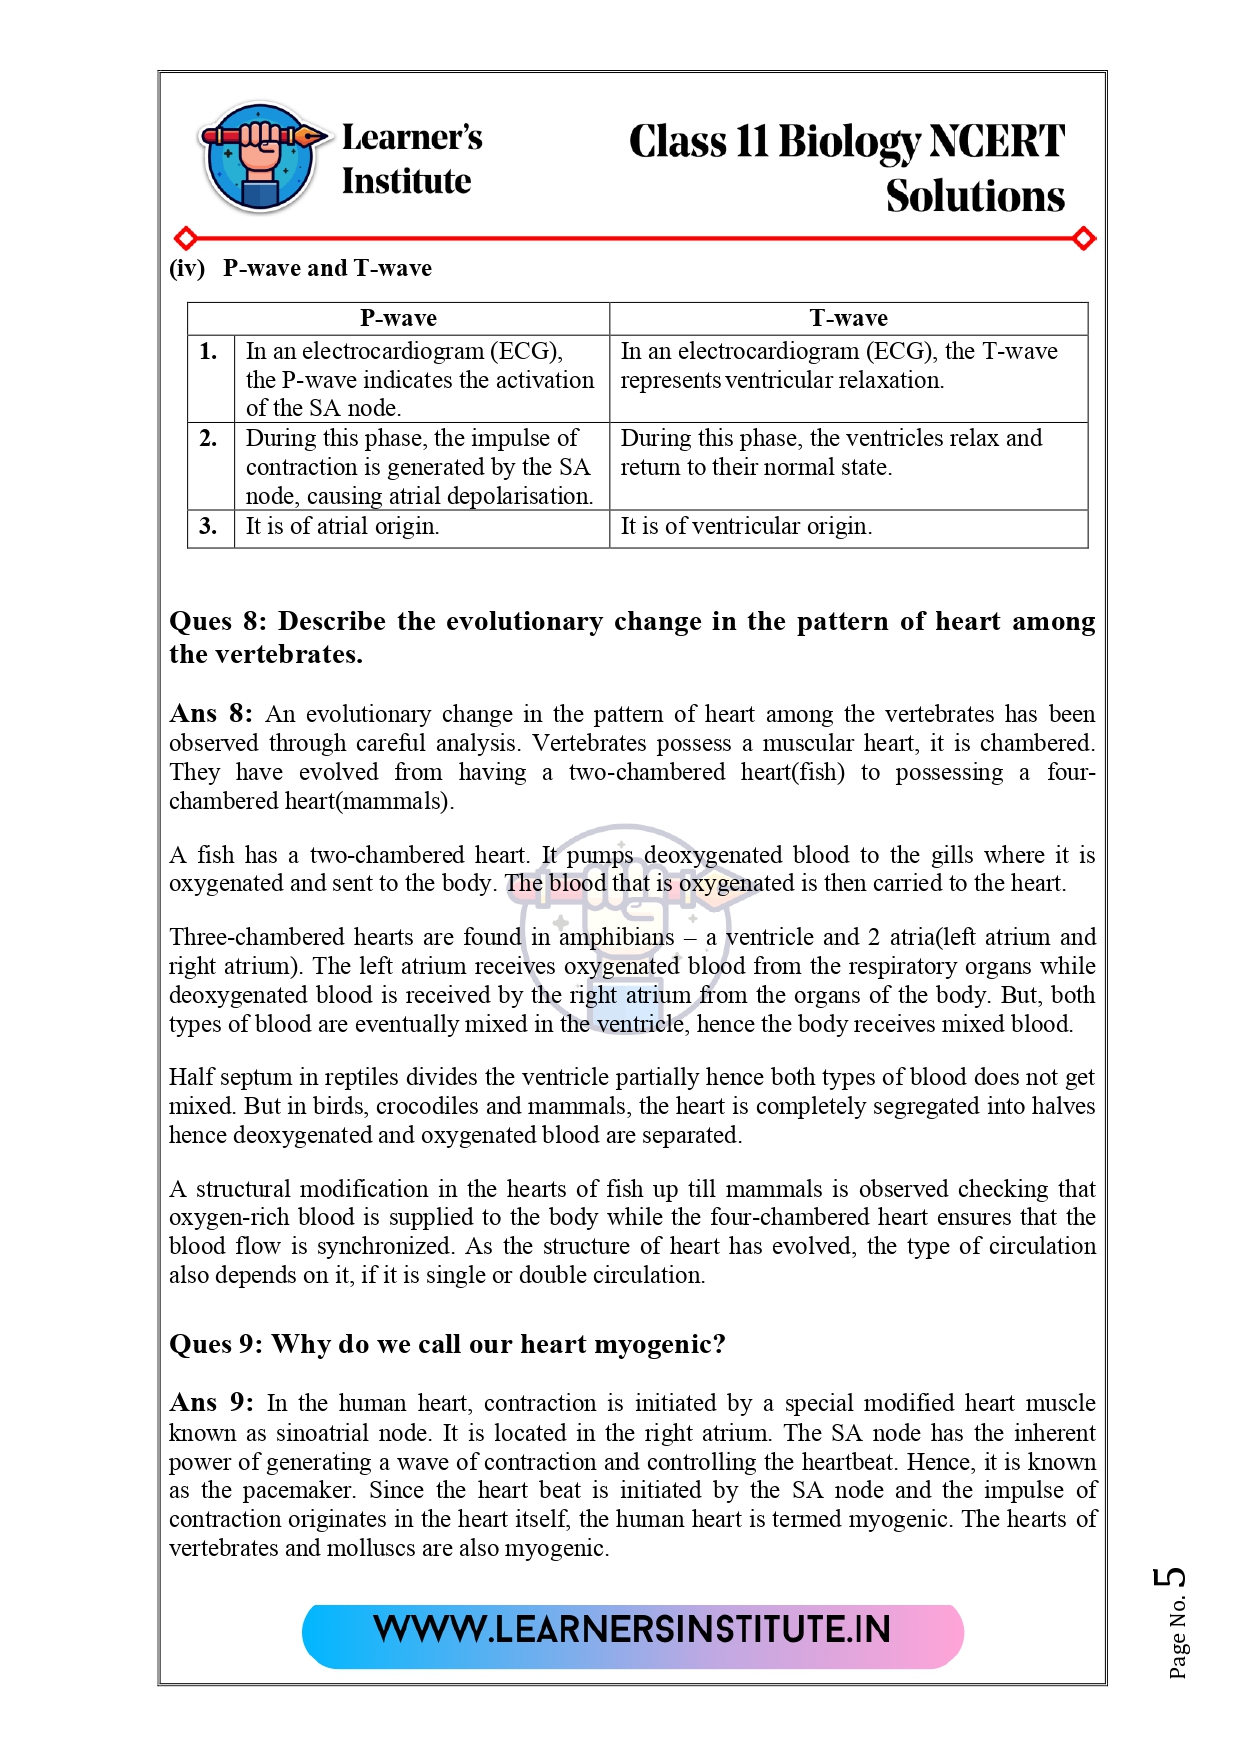 Learner's
Institute
Class 11 Biology NCERT
Solutions
(iv) P-wave and T-wave
P-wave T-wave
1. In an electrocardiogram (ECG), the P-wave indicates the activation of the SA node. In an electrocardiogram (ECG), the T-wave represents ventricular relaxation.
2. During this phase, the impulse of contraction is generated by the SA node, causing atrial depolarisation. During this phase, the ventricles relax and return to their normal state.
3. It is of atrial origin. It is of ventricular origin.
Ques 8: Describe the evolutionary change in the pattern of heart among
the vertebrates.
Ans 8: An evolutionary change in the pattern of heart among the vertebrates has been
observed through careful analysis. Vertebrates possess a muscular heart, it is chambered.
They have evolved from having a two-chambered heart(fish) to possessing a four-
chambered heart(mammals).
A fish has a two-chambered heart. It pumps deoxygenated blood to the gills where it is
oxygenated and sent to the body. The blood that is oxygenated is then carried to the heart.
Three-chambered hearts are found in amphibians – a ventricle and 2 atria(left atrium and
right atrium). The left atrium receives oxygenated blood from the respiratory organs while
deoxygenated blood is received by the right atrium from the organs of the body. But, both
types of blood are eventually mixed in the ventricle, hence the body receives mixed blood.
Half septum in reptiles divides the ventricle partially hence both types of blood does not get
mixed. But in birds, crocodiles and mammals, the heart is completely segregated into halves
hence deoxygenated and oxygenated blood are separated.
A structural modification in the hearts of fish up till mammals is observed checking that
oxygen-rich blood is supplied to the body while the four-chambered heart ensures that the
blood flow is synchronized. As the structure of heart has evolved, the type of circulation
also depends on it, if it is single or double circulation.
Ques 9: Why do we call our heart myogenic?
Ans 9: In the human heart, contraction is initiated by a special modified heart muscle
known as sinoatrial node. It is located in the right atrium. The SA node has the inherent
power of generating a wave of contraction and controlling the heartbeat. Hence, it is known
as the pacemaker. Since the heart beat is initiated by the SA node and the impulse of
contraction originates in the heart itself, the human heart is termed myogenic. The hearts of
vertebrates and molluscs are also myogenic.
WWW.LEARNERSINSTITUTE.IN
Page No. 5